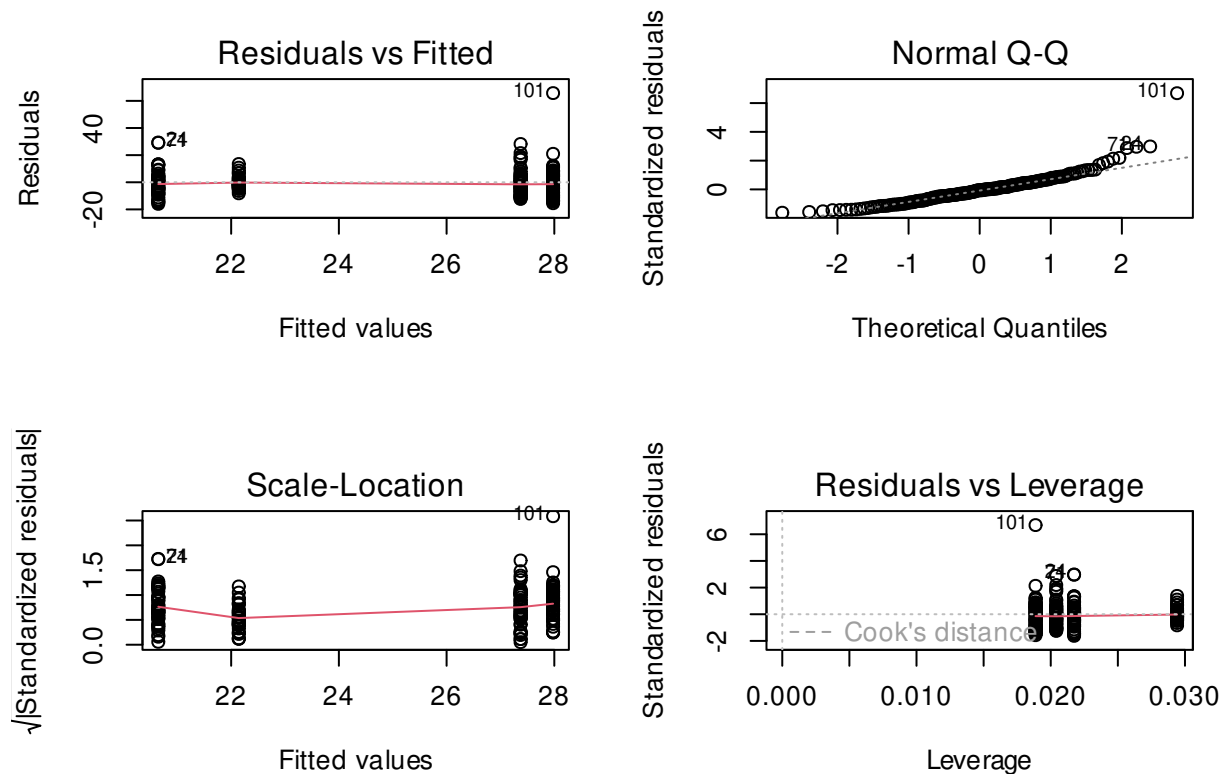 Residuals vs Fitted
Residuals
40
-20
101
24
22
24
26
28
Fitted values
Normal Q-Q
Standardized residuals
4
0
101
-2
-1
0
1
2
Theoretical Quantiles
Scale-Location
√|Standardized residuals|
1.5
0.0
101
24
22
24
26
28
Fitted values
Residuals vs Leverage
Standardized residuals
6
2
-2
101
Cook's distance
0.000
0.010
0.020
0.030
Leverage